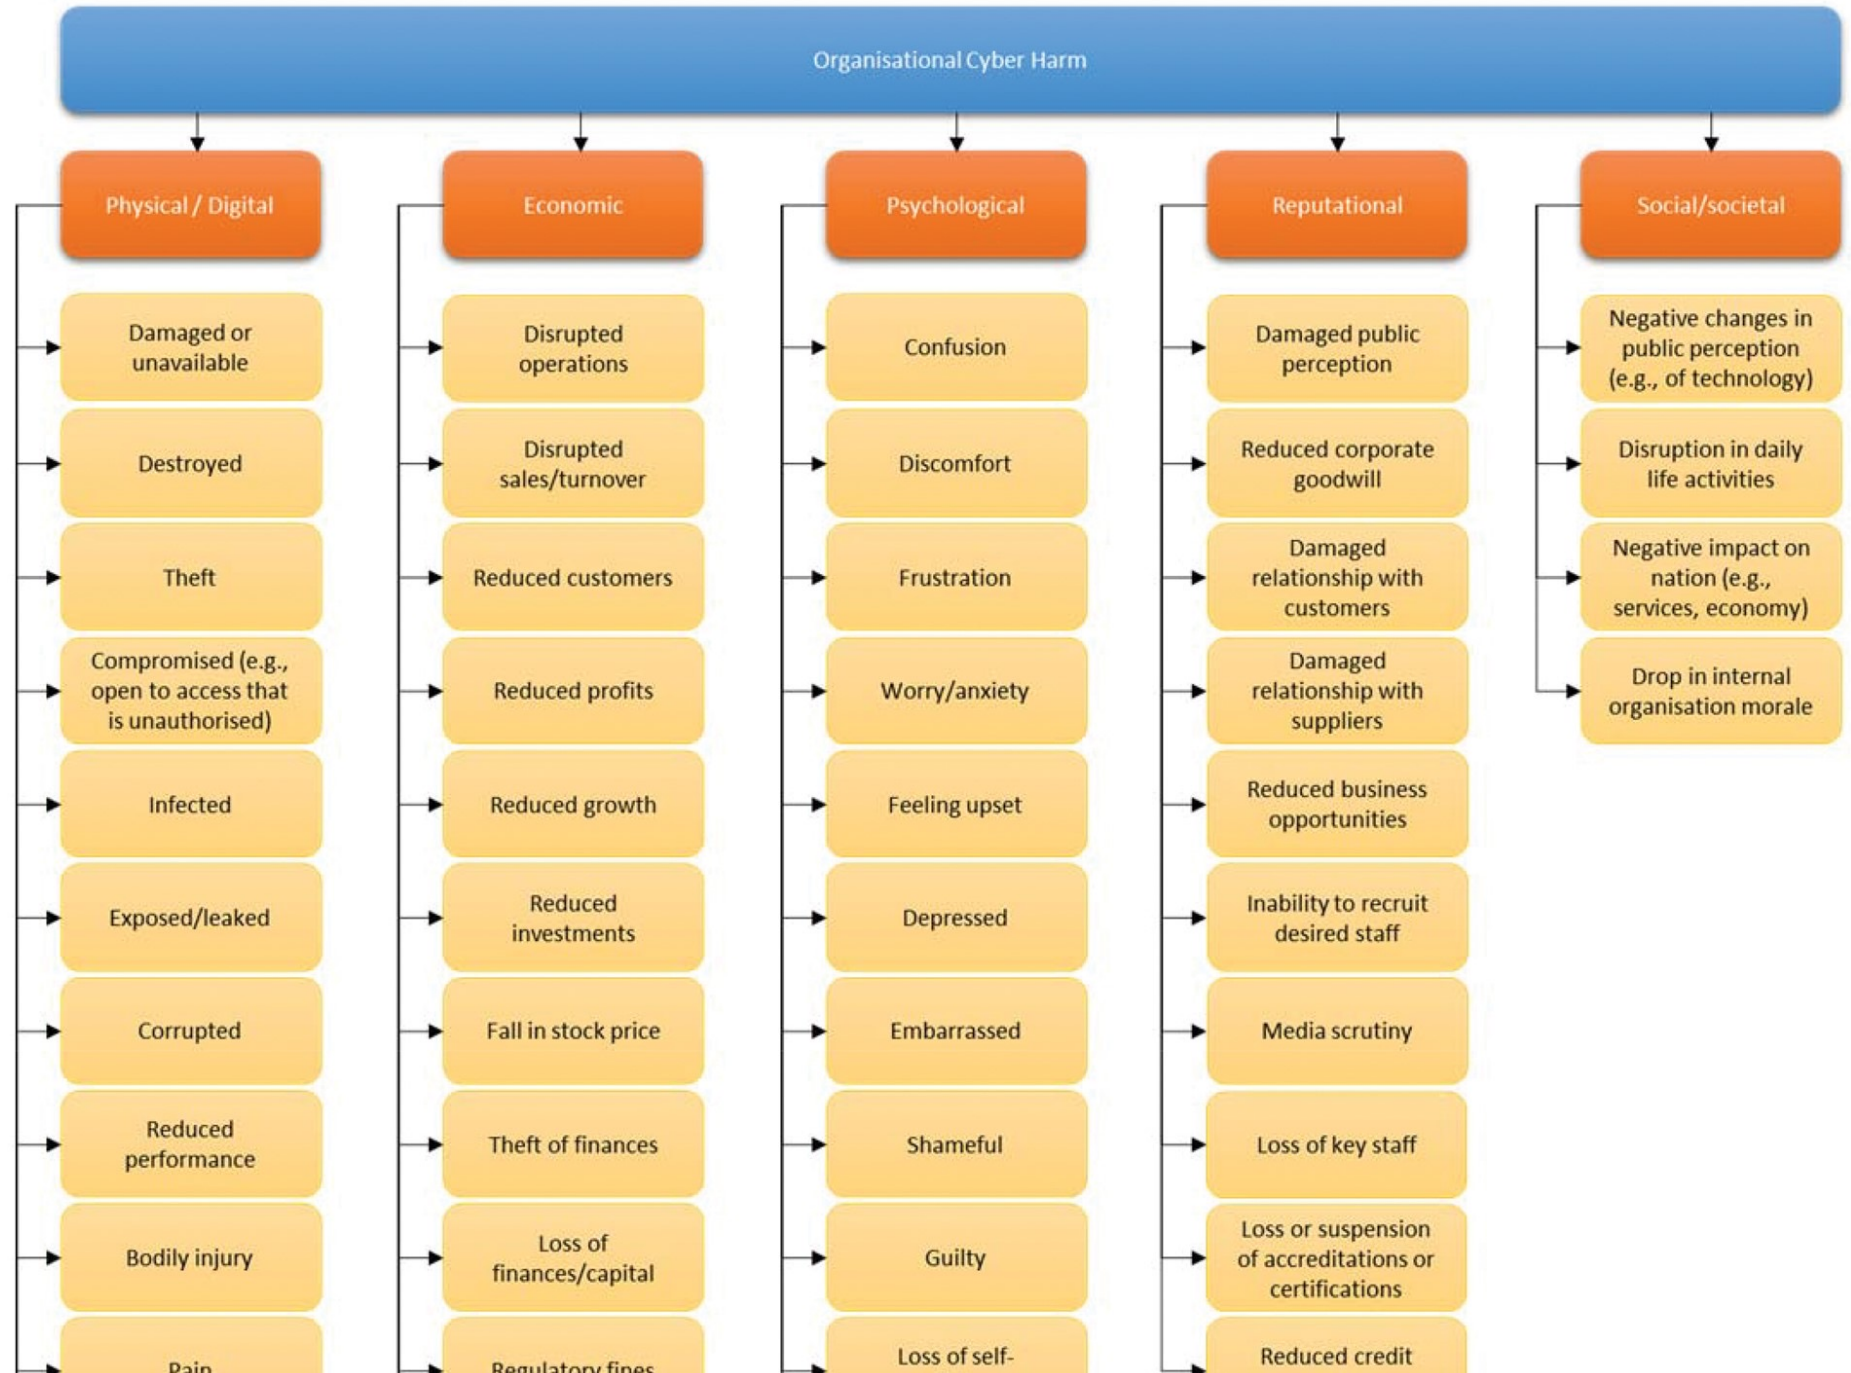 Organisational Cyber Harm
Physical / Digital
Economic
Psychological
Reputational
Social/societal
Damaged or
unavailable
Destroyed
Theft
Compromised (e.g.,
open to access that
is unauthorised)
Infected
Exposed/leaked
Corrupted
Reduced
performance
Bodily injury
Pain
Disrupted
operations
Disrupted
sales/turnover
Reduced customers
Reduced profits
Reduced growth
Reduced
investments
Fall in stock price
Theft of finances
Loss of
finances/capital
Regulatory fines
Confusion
Discomfort
Frustration
Worry/anxiety
Feeling upset
Depressed
Embarrassed
Shameful
Guilty
Loss of self-
Damaged public
perception
Reduced corporate
goodwill
Damaged
relationship with
customers
Damaged
relationship with
suppliers
Reduced business
opportunities
Inability to recruit
desired staff
Media scrutiny
Loss of key staff
Loss or suspension
of accreditations or
certifications
Reduced credit
Negative changes in
public perception
(e.g., of technology)
Disruption in daily
life activities
Negative impact on
nation (e.g.,
services, economy)
Drop in internal
organisation morale